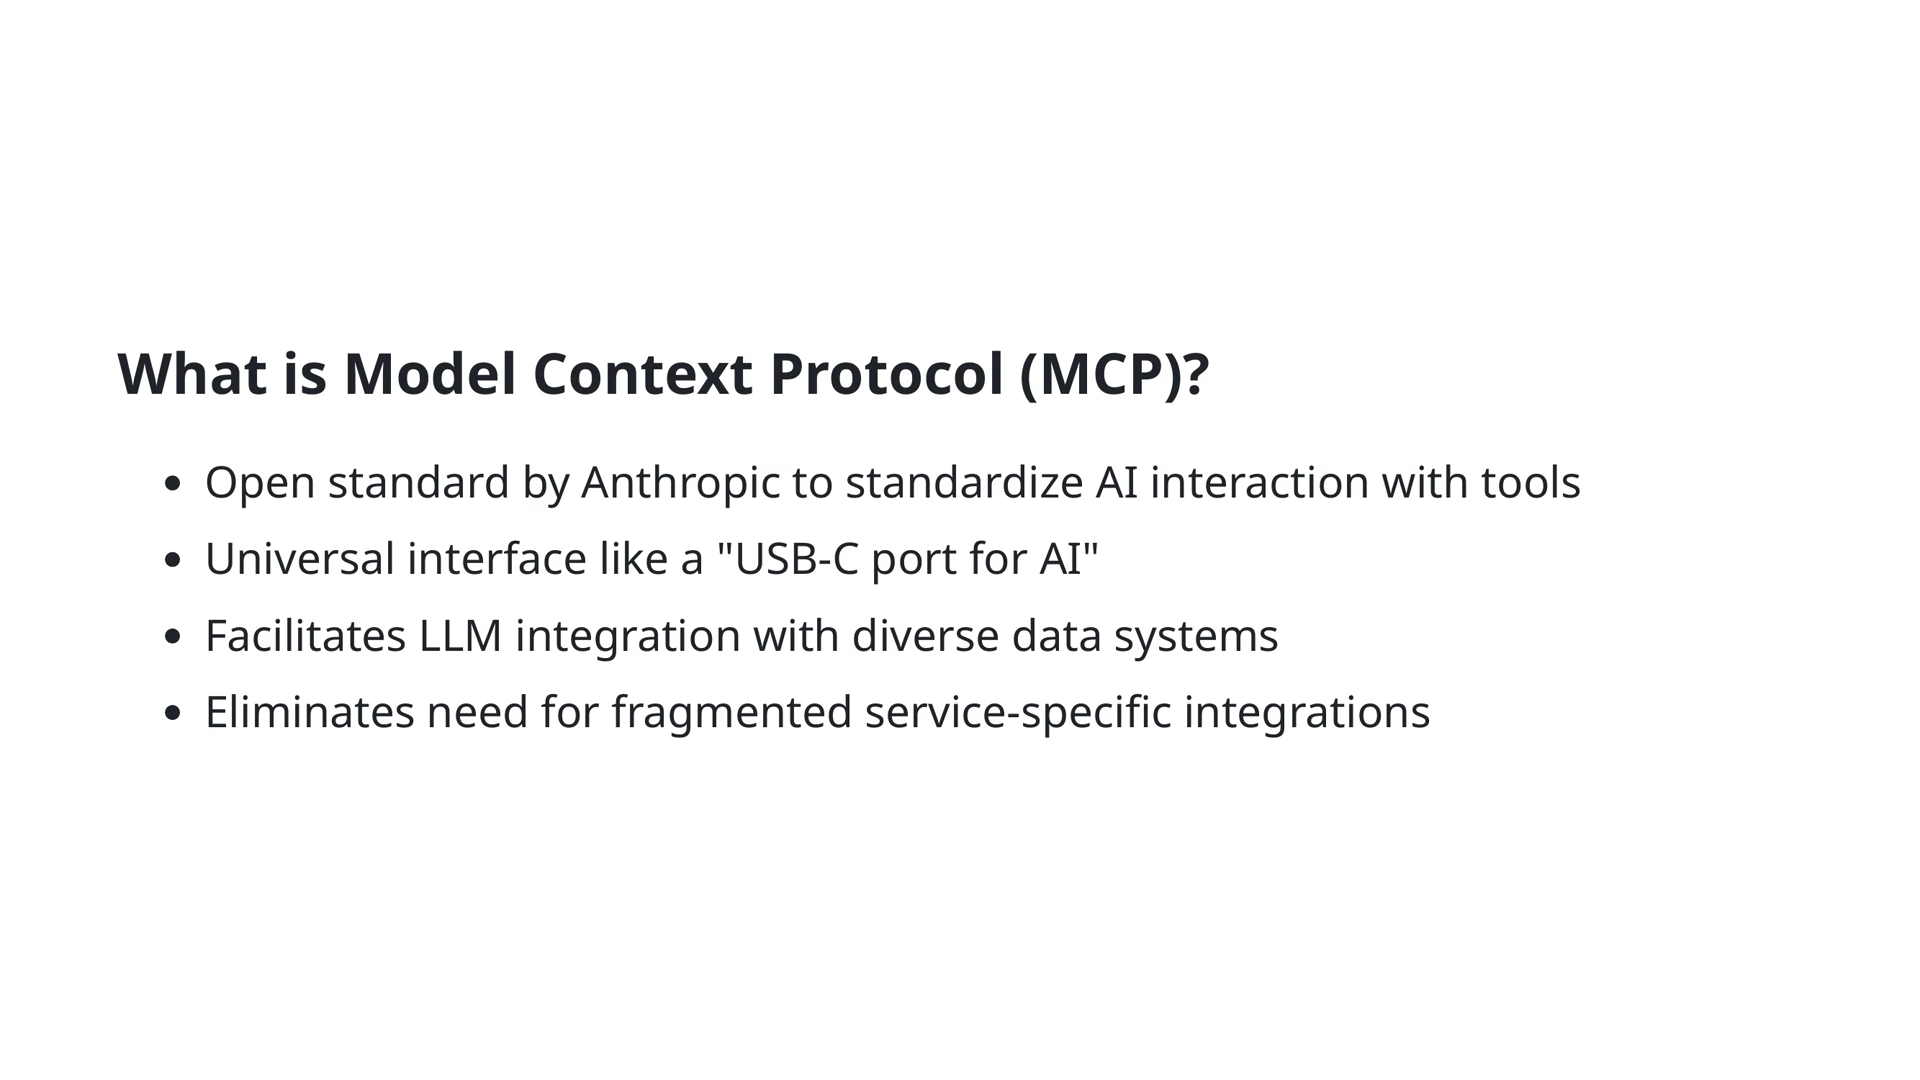 What is Model Context Protocol (MCP)?
• Open standard by Anthropic to standardize AI interaction with tools
• Universal interface like a "USB-C port for AI"
• Facilitates LLM integration with diverse data systems
• Eliminates need for fragmented service-specific integrations